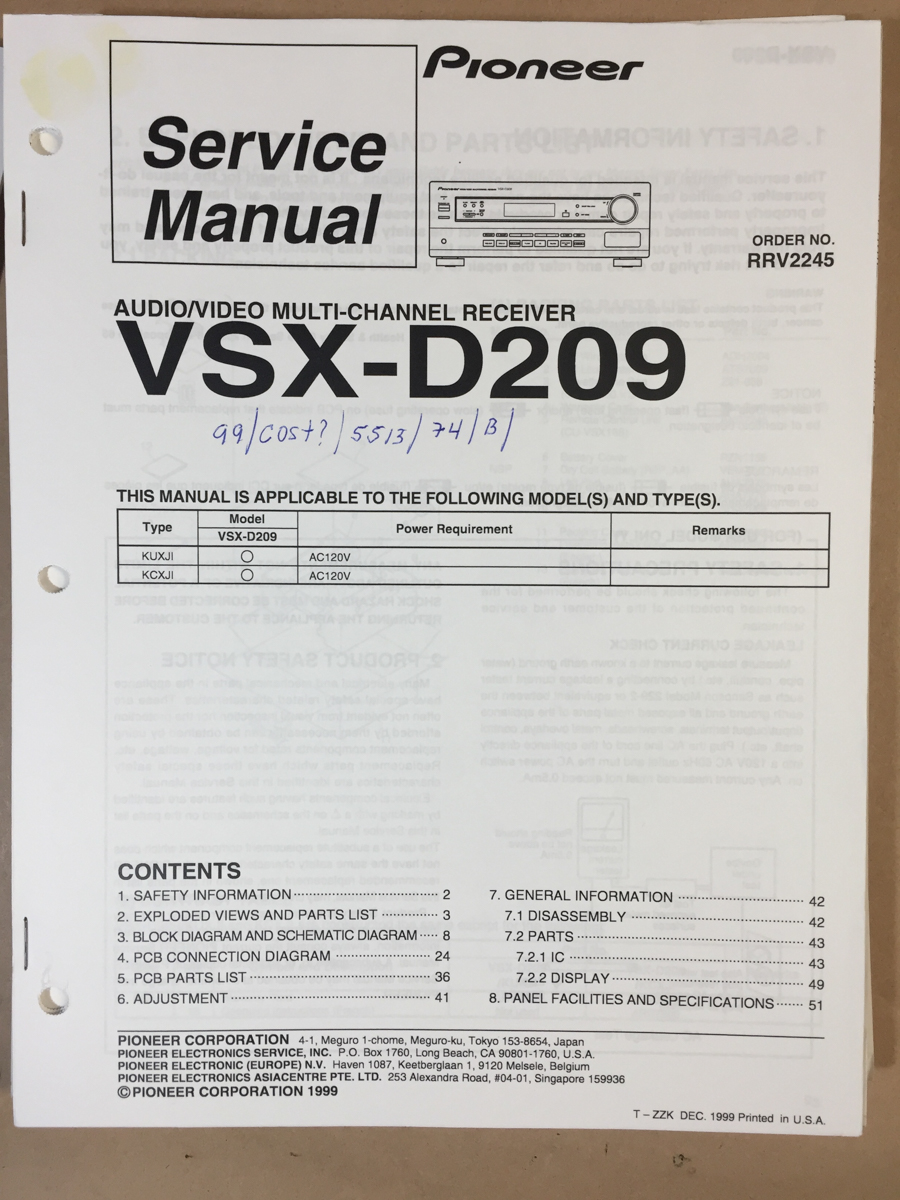 Pioneer
Service
Manual
ORDER NO.
RRV2245
AUDIO/VIDEO MULTI-CHANNEL RECEIVER
VSX-D209
99/COST?/5513/74/B/
THIS MANUAL IS APPLICABLE TO THE FOLLOWING MODEL(S) AND TYPE(S).
Type Model Power Requirement Remarks
VSX-D209
KUXJI ○ AC120V
KCXJI ○ AC120V
CONTENTS
1. SAFETY INFORMATION 2
2. EXPLODED VIEWS AND PARTS LIST 3
3. BLOCK DIAGRAM AND SCHEMATIC DIAGRAM 8
4. PCB CONNECTION DIAGRAM 24
5. PCB PARTS LIST 36
6. ADJUSTMENT 41
7. GENERAL INFORMATION 42
7.1 DISASSEMBLY 42
7.2 PARTS 43
7.2.1 IC 43
7.2.2 DISPLAY 49
8. PANEL FACILITIES AND SPECIFICATIONS 51
PIONEER CORPORATION 4-1, Meguro 1-chome, Meguro-ku, Tokyo 153-8654, Japan
PIONEER ELECTRONICS SERVICE, INC. P.O. Box 1760, Long Beach, CA 90801-1760, U.S.A.
PIONEER ELECTRONIC (EUROPE) N.V. Haven 1087, Keetberglaan 1, 9120 Melsele, Belgium
PIONEER ELECTRONICS ASIACENTRE PTE. LTD. 253 Alexandra Road, #04-01, Singapore 159936
©PIONEER CORPORATION 1999
T – ZZK DEC. 1999 Printed in U.S.A.